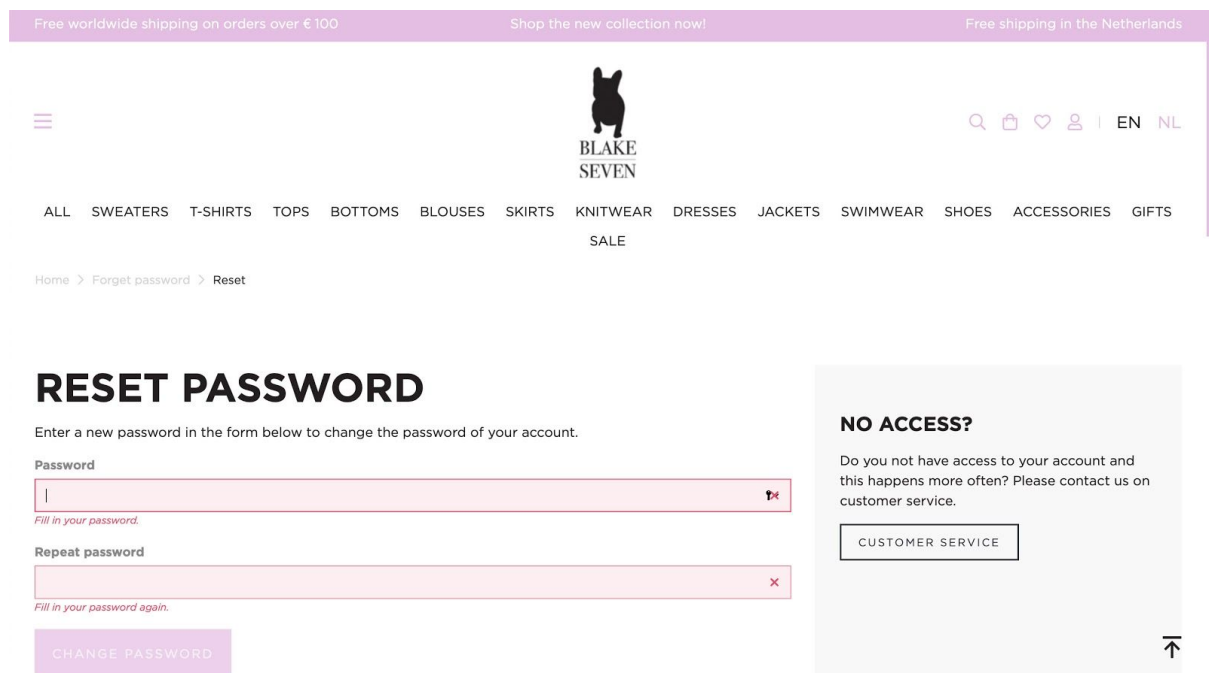 Free worldwide shipping on orders over € 100
Shop the new collection now!
Free shipping in the Netherlands
BLAKE
SEVEN
EN NL
ALL SWEATERS T-SHIRTS TOPS BOTTOMS BLOUSES SKIRTS KNITWEAR DRESSES JACKETS SWIMWEAR SHOES ACCESSORIES GIFTS
SALE
Home > Forget password > Reset
RESET PASSWORD
Enter a new password in the form below to change the password of your account.
Password
Fill in your password.
Repeat password
Fill in your password again.
CHANGE PASSWORD
NO ACCESS?
Do you not have access to your account and
this happens more often? Please contact us on
customer service.
CUSTOMER SERVICE